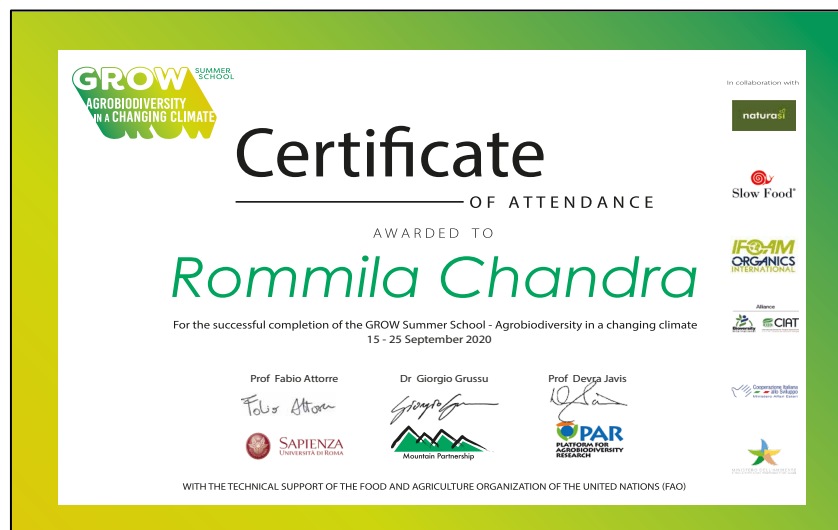 GROW SUMMER SCHOOL
AGROBIODIVERSITY
IN A CHANGING CLIMATE
In collaboration with
naturasì
Certificate
OF ATTENDANCE
Slow Food®
AWARDED TO
IFOAM
ORGANICS
INTERNATIONAL
Rommila Chandra
Alliance
Bioversity
International
CIAT
For the successful completion of the GROW Summer School - Agrobiodiversity in a changing climate
15 - 25 September 2020
Prof Fabio Attorre
Dr Giorgio Grussu
Prof Devra Javis
Fabio Attorre
Cooperazione Italiana
allo Sviluppo
SAPIENZA
UNIVERSITÀ DI ROMA
Mountain Partnership
PAR
PLATFORM FOR
AGROBIODIVERSITY
RESEARCH
WITH THE TECHNICAL SUPPORT OF THE FOOD AND AGRICULTURE ORGANIZATION OF THE UNITED NATIONS (FAO)